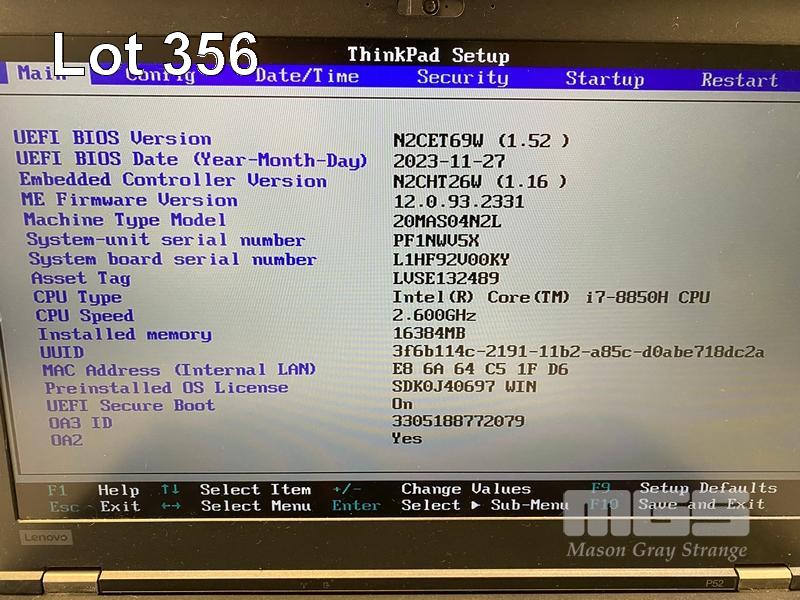 Lenovo
Lot 356
ThinkPad Setup
Main Config Date/Time Security Startup Restart
UEFI BIOS Version N2CET69W (1.52 )
UEFI BIOS Date (Year-Month-Day) 2023-11-27
Embedded Controller Version N2CHT26W (1.16 )
ME Firmware Version 12.0.93.2331
Machine Type Model 20MAS04N2L
System-unit serial number PF1NWV5X
System board serial number L1HF92V00KY
Asset Tag LVSE132489
CPU Type Intel(R) Core(TM) i7-8850H CPU
CPU Speed 2.600GHz
Installed memory 16384MB
UUID 3f6b114c-2191-11b2-a85c-d0abe718dc2a
MAC Address (Internal LAN) E8 6A 64 C5 1F D6
Preinstalled OS License SDK0J40697 WIN
UEFI Secure Boot On
OA3 ID 3305188772079
OA2 Yes
F1 Help ↑↓ Select Item +/- Change Values F9 Setup Defaults
Esc Exit ←→ Select Menu Enter Select ▶ Sub-Menu F10 Save and Exit
MGS
Lenovo
Mason Gray Strange
P52